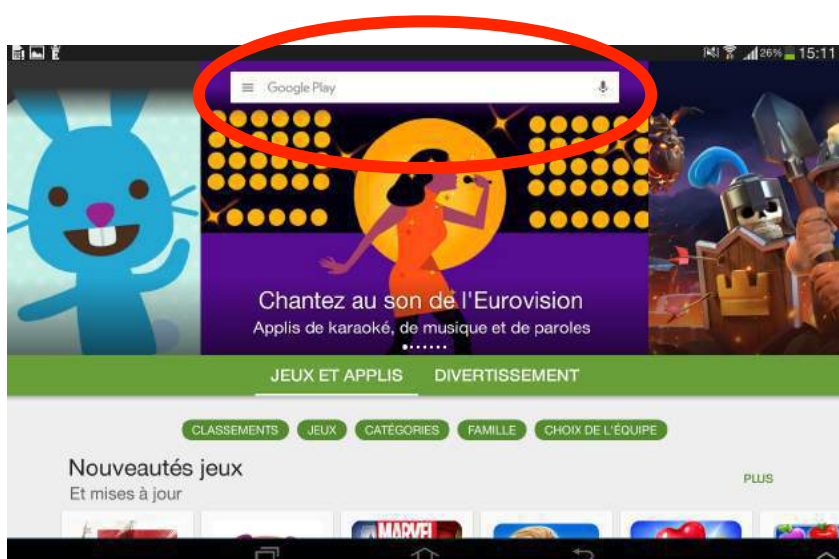 26% 15:11
Google Play
Chantez au son de l'Eurovision
Applis de karaoké, de musique et de paroles
JEUX ET APPLIS DIVERTISSEMENT
CLASSEMENTS JEUX CATÉGORIES FAMILLE CHOIX DE L'ÉQUIPE
Nouveautés jeux
PLUS
Et mises à jour
MARVEL